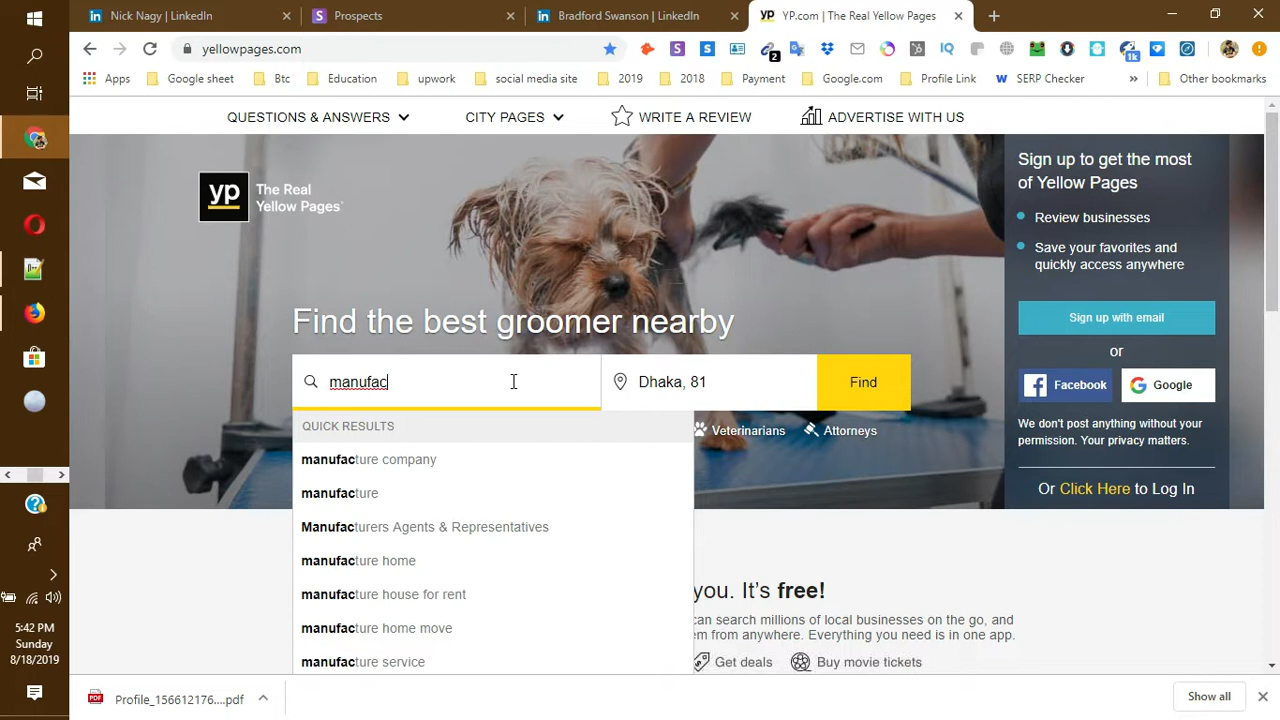 Nick Nagy | LinkedIn
Prospects
Bradford Swanson | LinkedIn
YP.com | The Real Yellow Pages
yellowpages.com
Apps
Google sheet
Btc
Education
upwork
social media site
2019
2018
Payment
Google.com
Profile Link
SERP Checker
Other bookmarks
QUESTIONS & ANSWERS
CITY PAGES
WRITE A REVIEW
ADVERTISE WITH US
yp The Real
Yellow Pages
Sign up to get the most
of Yellow Pages
Review businesses
Save your favorites and
quickly access anywhere
Sign up with email
or
Facebook
Google
We don't post anything without your
permission. Your privacy matters.
Or Click Here to Log In
Find the best groomer nearby
manufac
Dhaka, 81
Find
Veterinarians
Attorneys
QUICK RESULTS
manufacture company
manufacture
Manufacturers Agents & Representatives
manufacture home
manufacture house for rent
manufacture home move
manufacture service
you. It's free!
can search millions of local businesses on the go, and
em from anywhere. Everything you need is in one app.
Get deals
Buy movie tickets
5:42 PM
Sunday
8/18/2019
Profile_156612176....pdf
Show all
2
1k
IQ